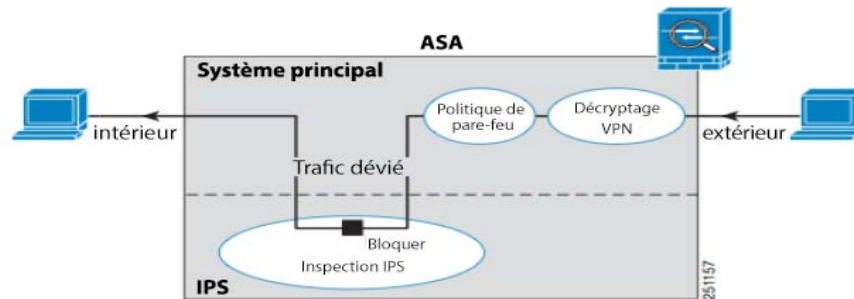 ASA
Système principal
Politique de
pare-feu
Décryptage
VPN
intérieur
extérieur
Trafic dévié
Bloquer
Inspection IPS
IPS
251157